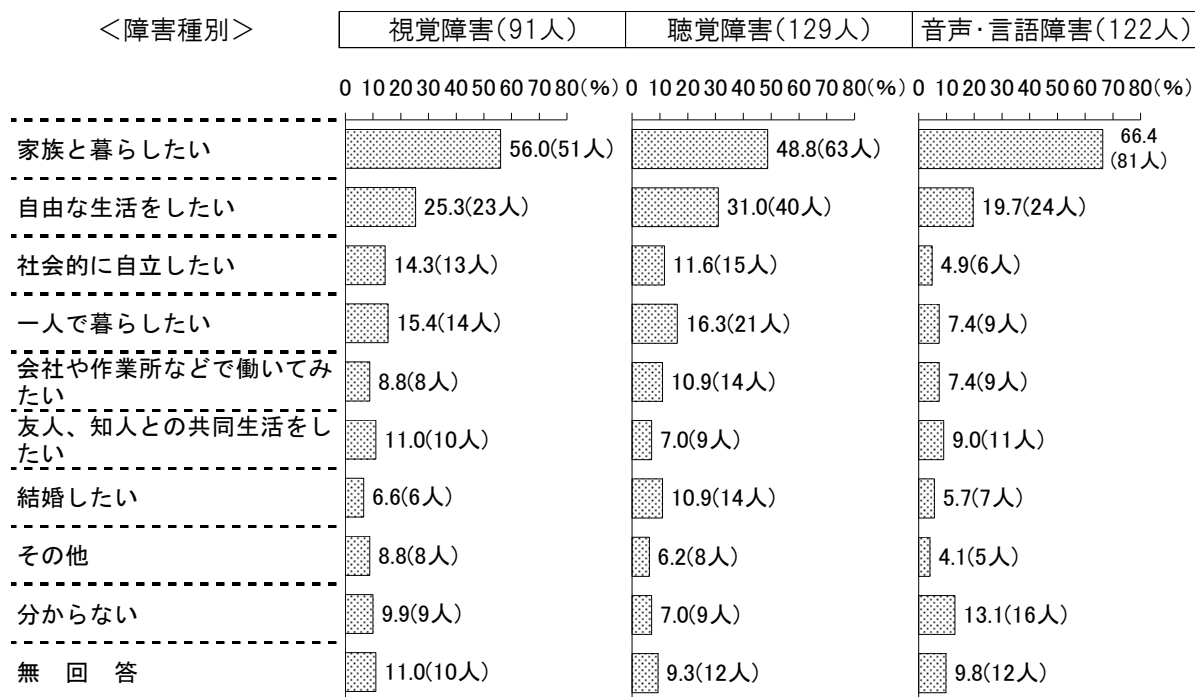 ＜障害種別＞ 視覚障害(91人) 聴覚障害(129人) 音声・言語障害(122人)
0 10 20 30 40 50 60 70 80(%) 0 10 20 30 40 50 60 70 80(%) 0 10 20 30 40 50 60 70 80(%)
家族と暮らしたい 56.0(51人) 48.8(63人) 66.4
(81人)
自由な生活をしたい 25.3(23人) 31.0(40人) 19.7(24人)
社会的に自立したい 14.3(13人) 11.6(15人) 4.9(6人)
一人で暮らしたい 15.4(14人) 16.3(21人) 7.4(9人)
会社や作業所などで働いてみ
たい 8.8(8人) 10.9(14人) 7.4(9人)
友人、知人との共同生活をし
たい 11.0(10人) 7.0(9人) 9.0(11人)
結婚したい 6.6(6人) 10.9(14人) 5.7(7人)
その他 8.8(8人) 6.2(8人) 4.1(5人)
分からない 9.9(9人) 7.0(9人) 13.1(16人)
無 回 答 11.0(10人) 9.3(12人) 9.8(12人)